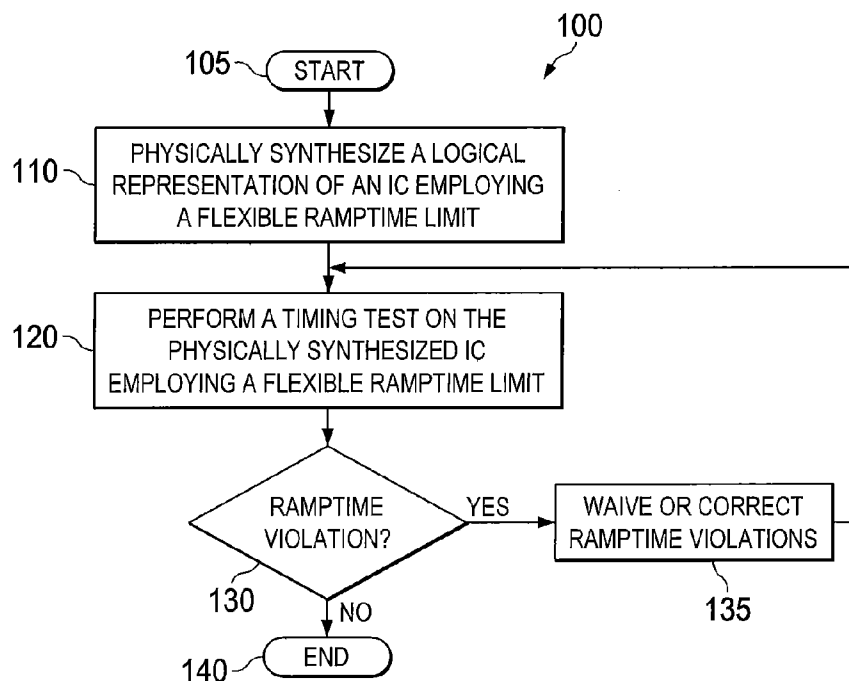 100
105
START
110
PHYSICALLY SYNTHESIZE A LOGICAL
REPRESENTATION OF AN IC EMPLOYING
A FLEXIBLE RAMPTIME LIMIT
120
PERFORM A TIMING TEST ON THE
PHYSICALLY SYNTHESIZED IC
EMPLOYING A FLEXIBLE RAMPTIME LIMIT
RAMPTIME
VIOLATION?
130
YES
WAIVE OR CORRECT
RAMPTIME VIOLATIONS
135
NO
140
END